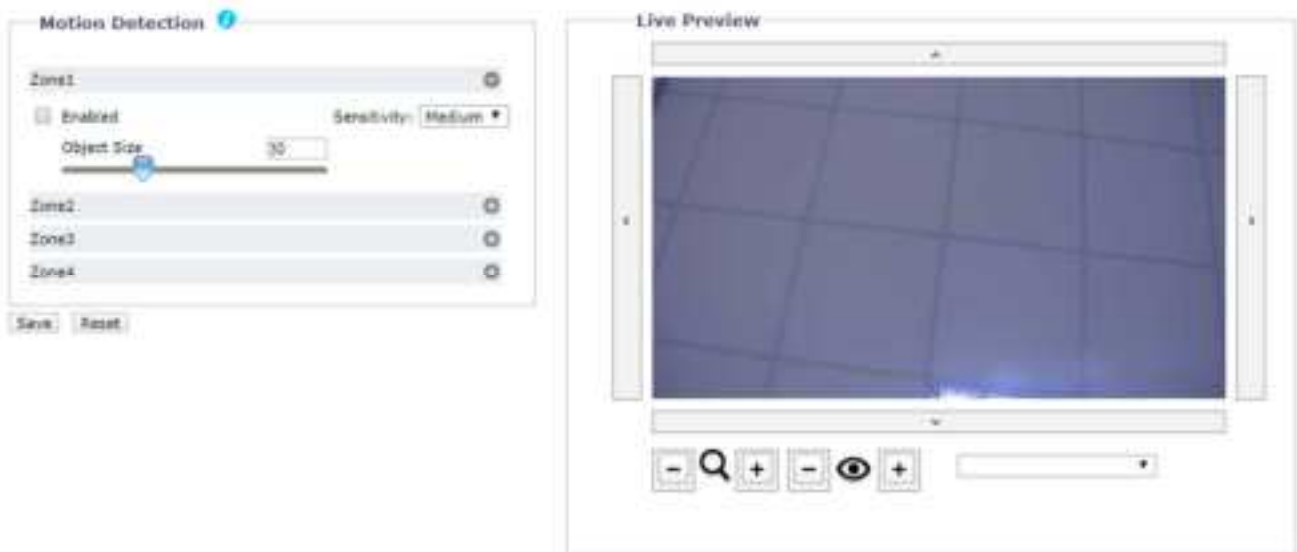 Motion Detection
Zone1
Enabled
Sensitivity: Medium
Object Size 30
Zone2
Zone3
Zone4
Save Reset
Live Preview